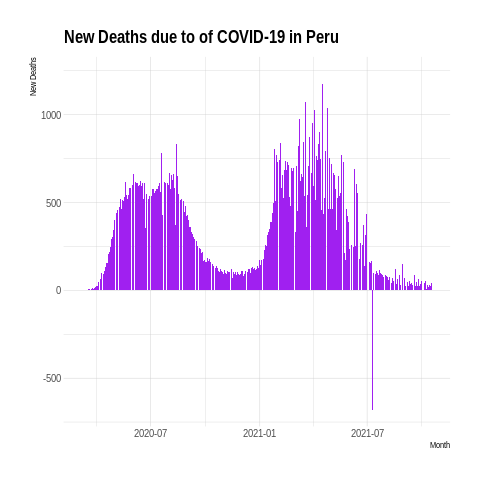 New Deaths due to of COVID-19 in Peru
New Deaths
1000
500
0
-500
2020-07
2021-01
2021-07
Month